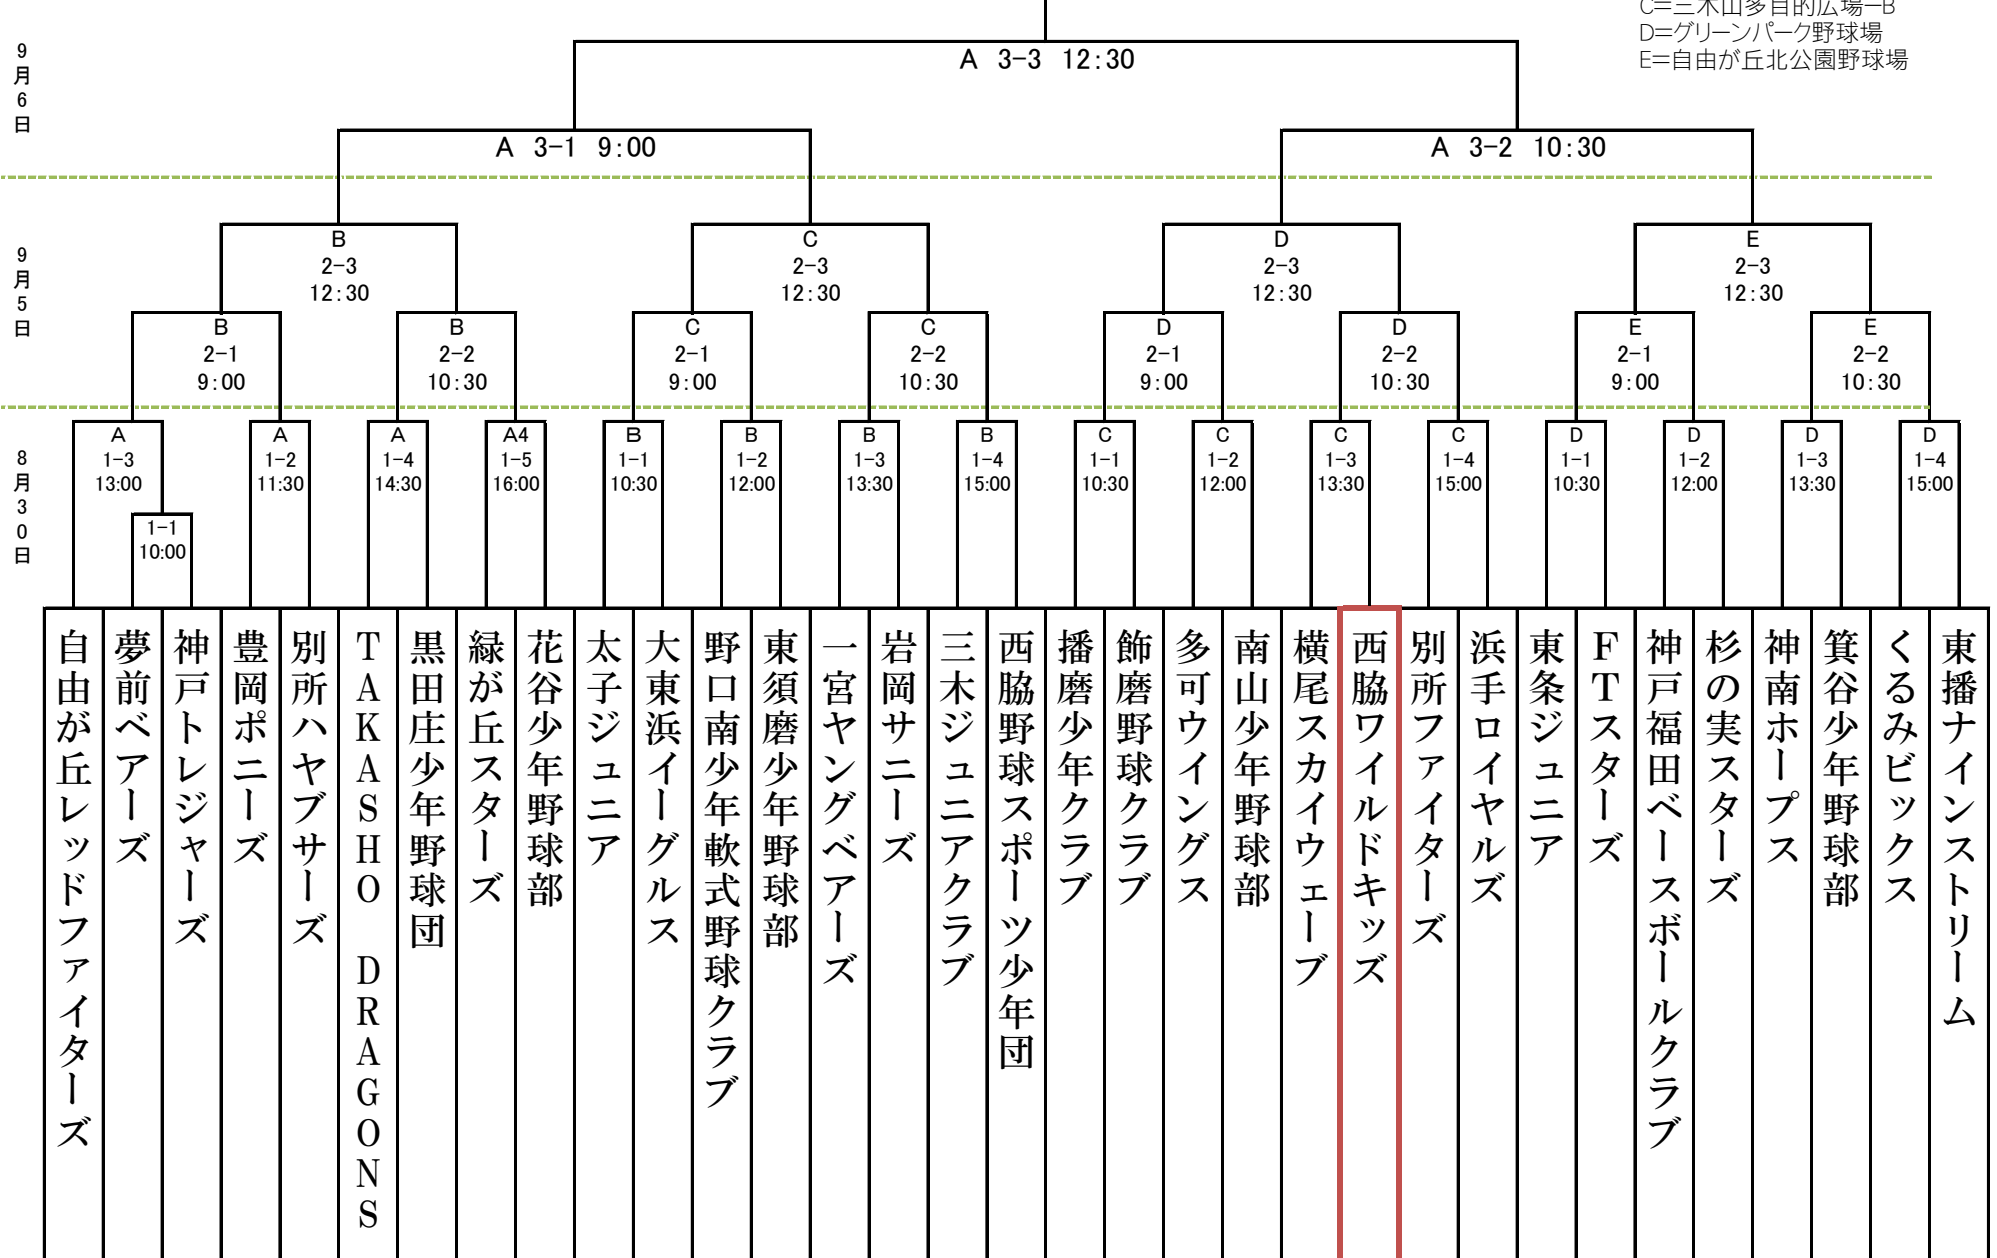 C=三木山多目的広場ーB
D=グリーンパーク野球場
E=自由が丘北公園野球場
9月6日
A 3-3 12:30
A 3-1 9:00
A 3-2 10:30
9月5日
B
2-3
12:30
C
2-3
12:30
D
2-3
12:30
E
2-3
12:30
B
2-1
9:00
B
2-2
10:30
C
2-1
9:00
C
2-2
10:30
D
2-1
9:00
D
2-2
10:30
E
2-1
9:00
E
2-2
10:30
8月30日
A
1-3
13:00
A
1-2
11:30
A
1-4
14:30
A4
1-5
16:00
B
1-1
10:30
B
1-2
12:00
B
1-3
13:30
B
1-4
15:00
C
1-1
10:30
C
1-2
12:00
C
1-3
13:30
C
1-4
15:00
D
1-1
10:30
D
1-2
12:00
D
1-3
13:30
D
1-4
15:00
1-1
10:00
自由が丘レッドファイターズ
夢前ベアーズ
神戸トレジャーズ
豊岡ポニーズ
別所ハヤブサーズ
TAKASHO DRAGONS
黒田庄少年野球団
緑が丘スターズ
花谷少年野球部
太子ジュニア
大東浜イーグルス
野口南少年軟式野球クラブ
東須磨少年野球部
一宮ヤングベアーズ
岩岡サニーズ
三木ジュニアクラブ
西脇野球スポーツ少年団
播磨少年クラブ
飾磨野球クラブ
多可ウイングス
南山少年野球部
横尾スカイウェーブ
西脇ワイルドキッズ
別所ファイターズ
浜手ロイヤルズ
東条ジュニア
FTスターズ
神戸福田ベースボールクラブ
杉の実スターズ
神南ホープス
箕谷少年野球部
くるみビックス
東播ナインストリーム